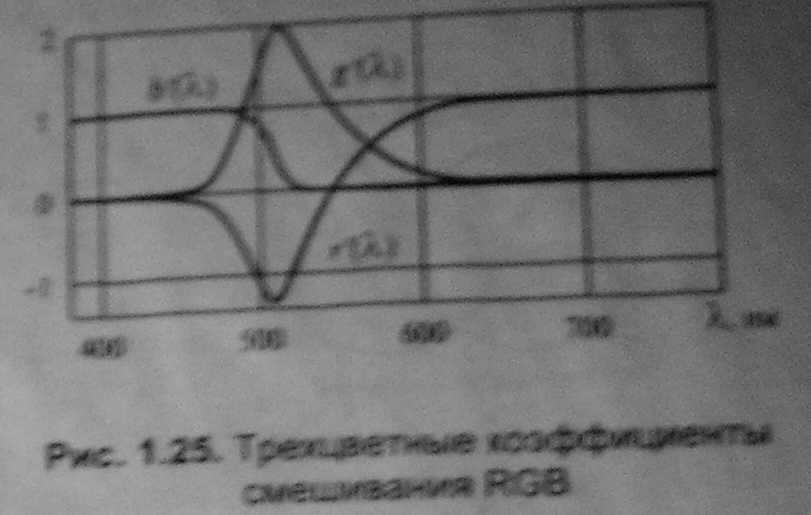 2
b(λ)
g(λ)
1
0
r(λ)
-1
400 500 600 700 λ, нм
Рис. 1.25. Трехцветные коэффициенты
смешивания RGB